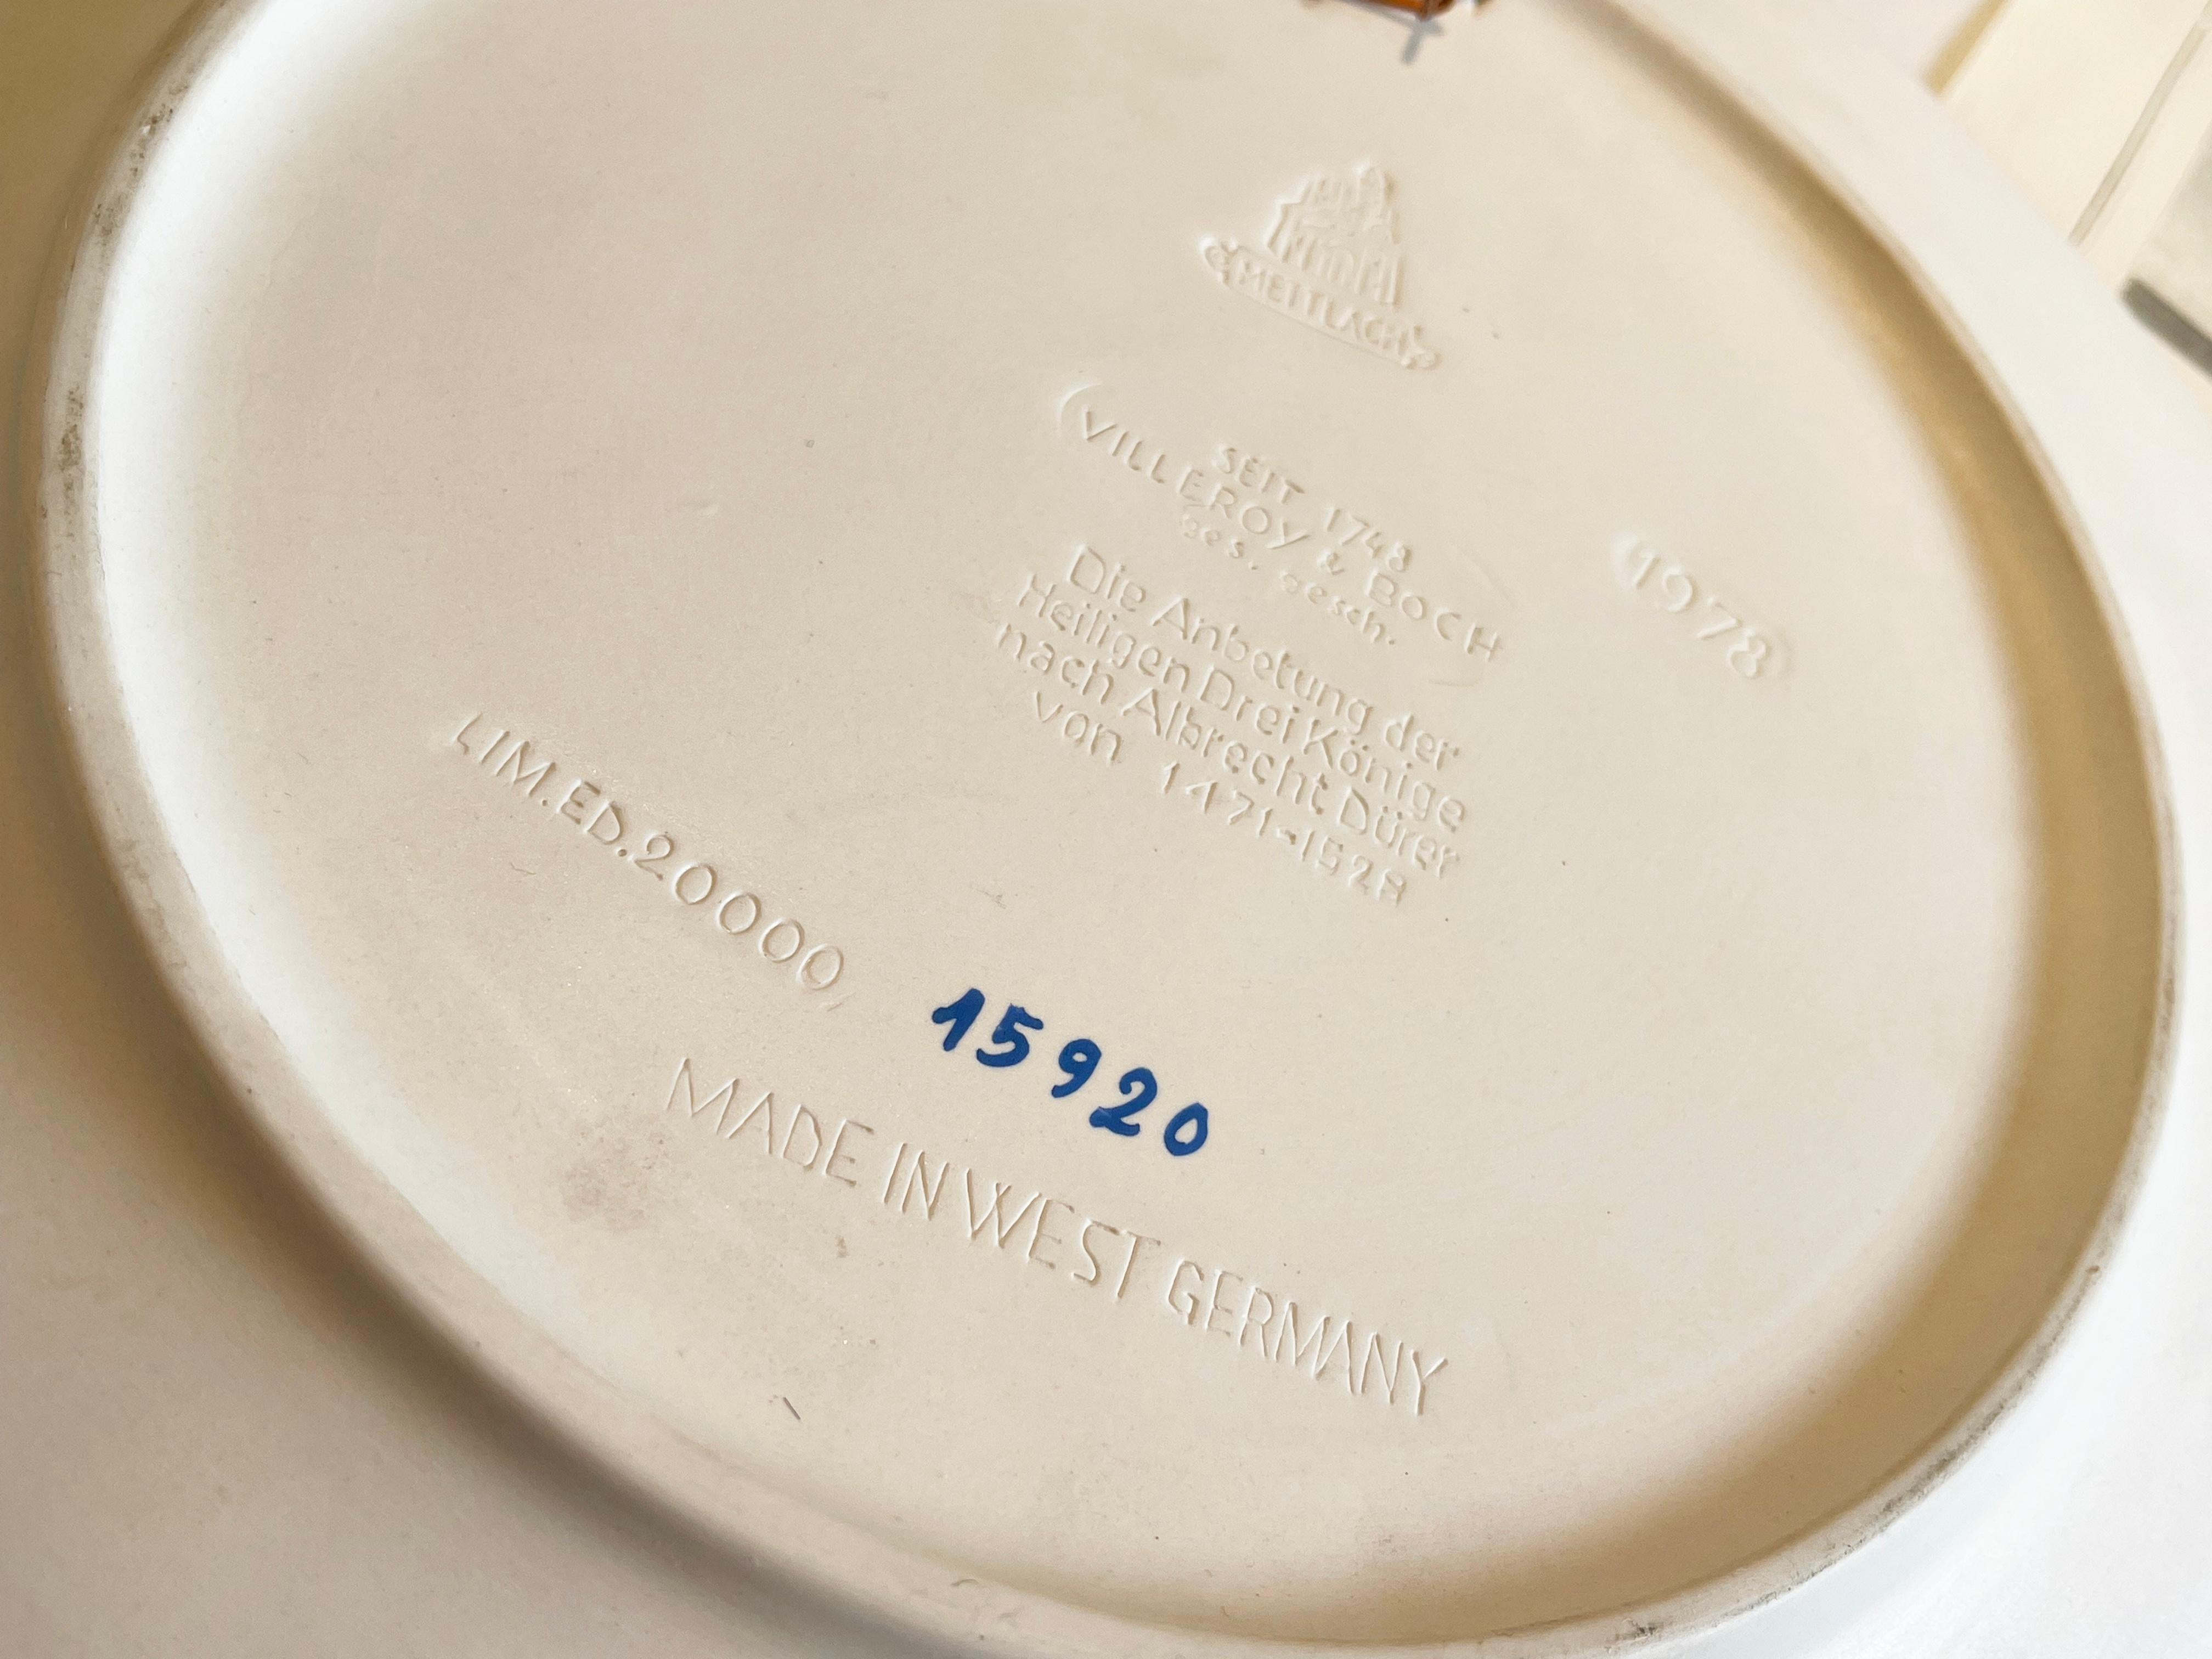 METTLACH
SEIT 1748
VILLEROY & BOCH
ges. gesch.
1978
Die Anbetung der
Heiligen Drei Könige
nach Albrecht Dürer
von 1471-1528
LIM.ED.20000/
15920
MADE IN WEST GERMANY